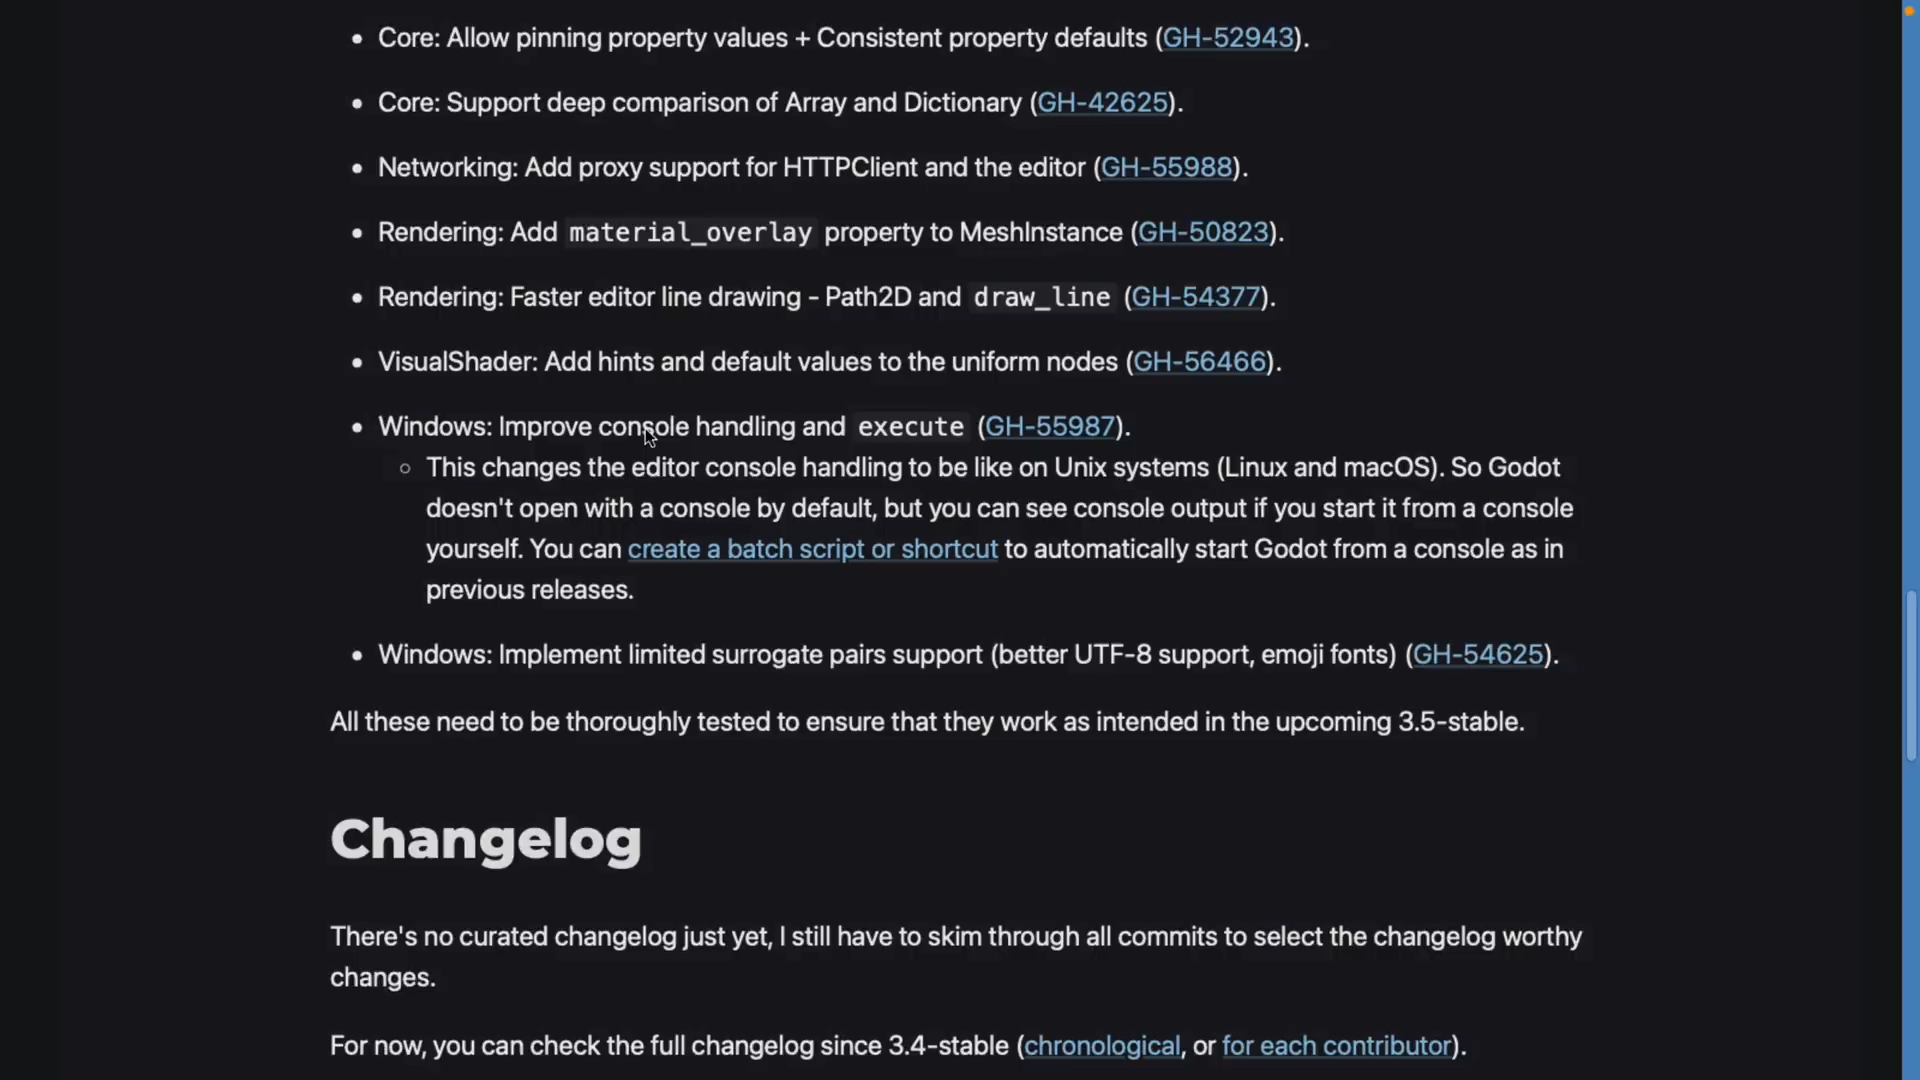 • Core: Allow pinning property values + Consistent property defaults (GH-52943).
• Core: Support deep comparison of Array and Dictionary (GH-42625).
• Networking: Add proxy support for HTTPClient and the editor (GH-55988).
• Rendering: Add material_overlay property to MeshInstance (GH-50823).
• Rendering: Faster editor line drawing - Path2D and draw_line (GH-54377).
• VisualShader: Add hints and default values to the uniform nodes (GH-56466).
• Windows: Improve console handling and execute (GH-55987).
○ This changes the editor console handling to be like on Unix systems (Linux and macOS). So Godot
doesn't open with a console by default, but you can see console output if you start it from a console
yourself. You can create a batch script or shortcut to automatically start Godot from a console as in
previous releases.
• Windows: Implement limited surrogate pairs support (better UTF-8 support, emoji fonts) (GH-54625).
All these need to be thoroughly tested to ensure that they work as intended in the upcoming 3.5-stable.
Changelog
There's no curated changelog just yet, I still have to skim through all commits to select the changelog worthy
changes.
For now, you can check the full changelog since 3.4-stable (chronological, or for each contributor).